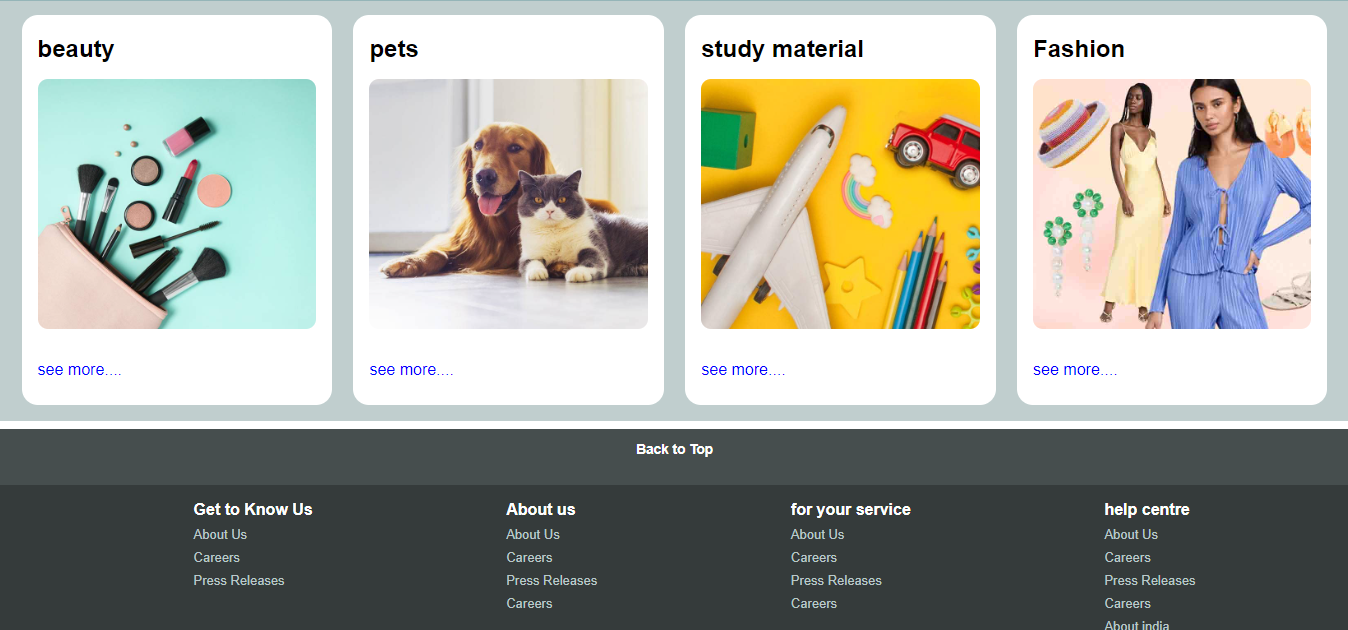 beauty
pets
study material
Fashion
see more....
see more....
see more....
see more....
Back to Top
Get to Know Us
About Us
Careers
Press Releases
About us
About Us
Careers
Press Releases
Careers
for your service
About Us
Careers
Press Releases
Careers
help centre
About Us
Careers
Press Releases
Careers
About india